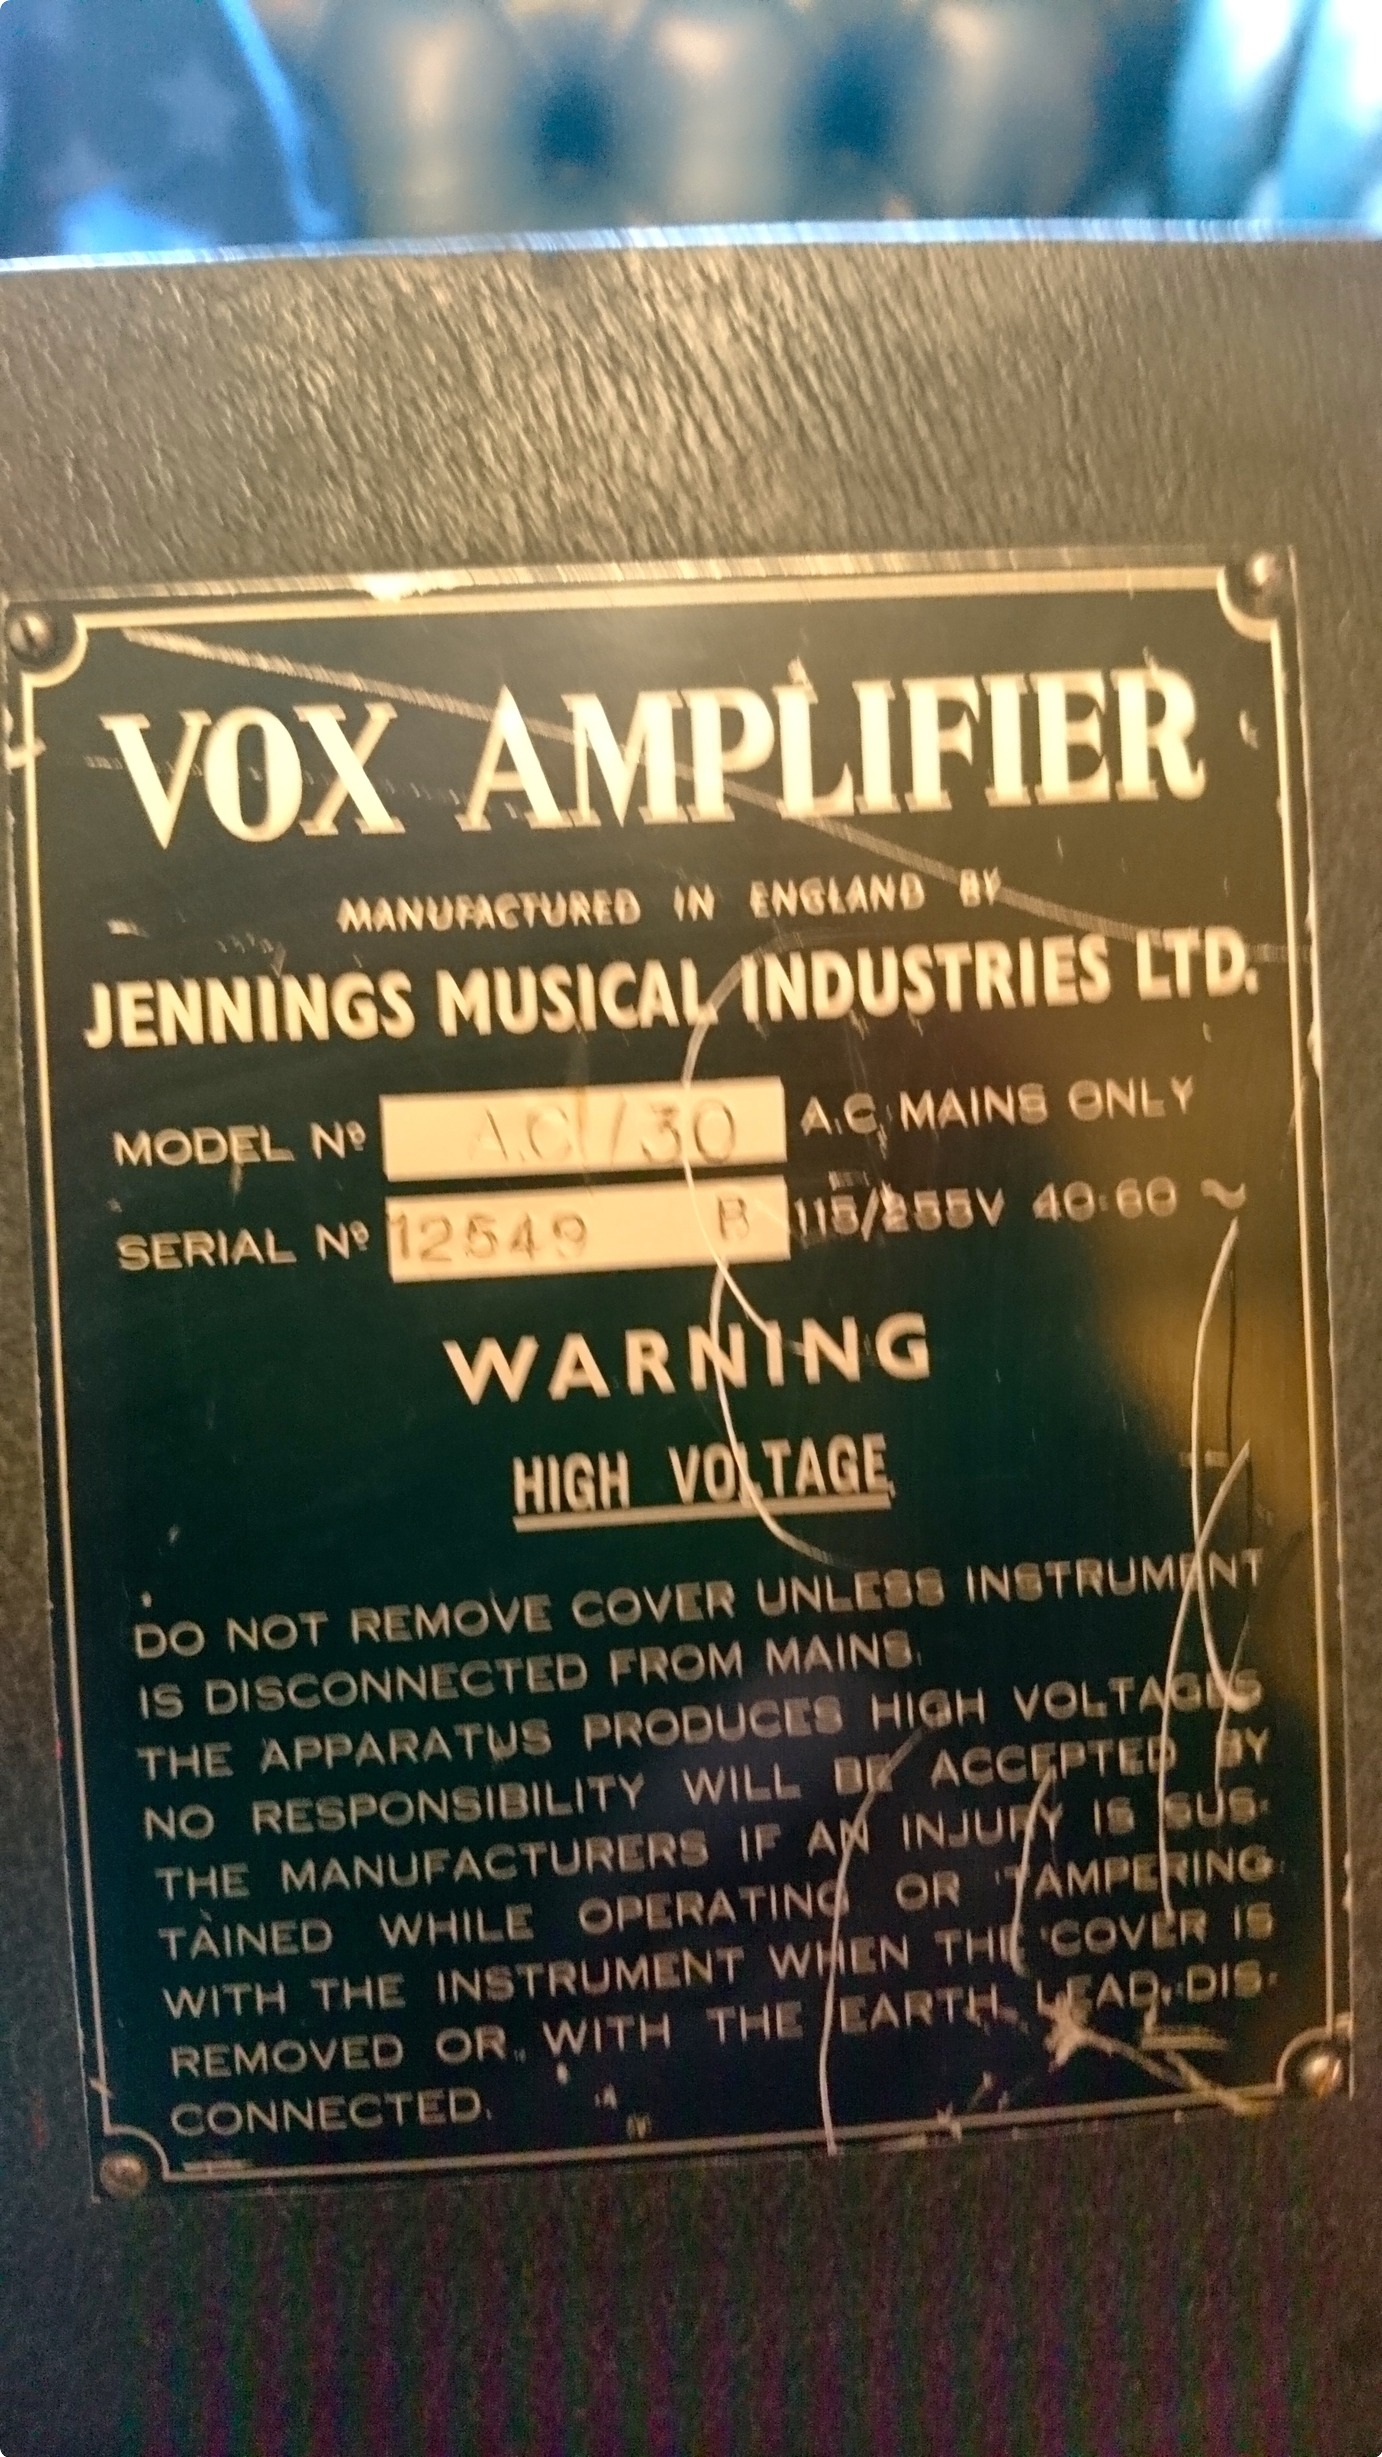 VOX AMPLIFIER
MANUFACTURED IN ENGLAND BY
JENNINGS MUSICAL INDUSTRIES LTD.
MODEL Nº A.C/30 A.C MAINS ONLY
SERIAL Nº 12549 B 115/255V 40-60 ~
WARNING
HIGH VOLTAGE
DO NOT REMOVE COVER UNLESS INSTRUMENT
IS DISCONNECTED FROM MAINS.
THE APPARATUS PRODUCES HIGH VOLTAGES
NO RESPONSIBILITY WILL BE ACCEPTED BY
THE MANUFACTURERS IF AN INJURY IS SUS-
TAINED WHILE OPERATING OR TAMPERING
WITH THE INSTRUMENT WHEN THE COVER IS
REMOVED OR WITH THE EARTH LEAD DIS-
CONNECTED.